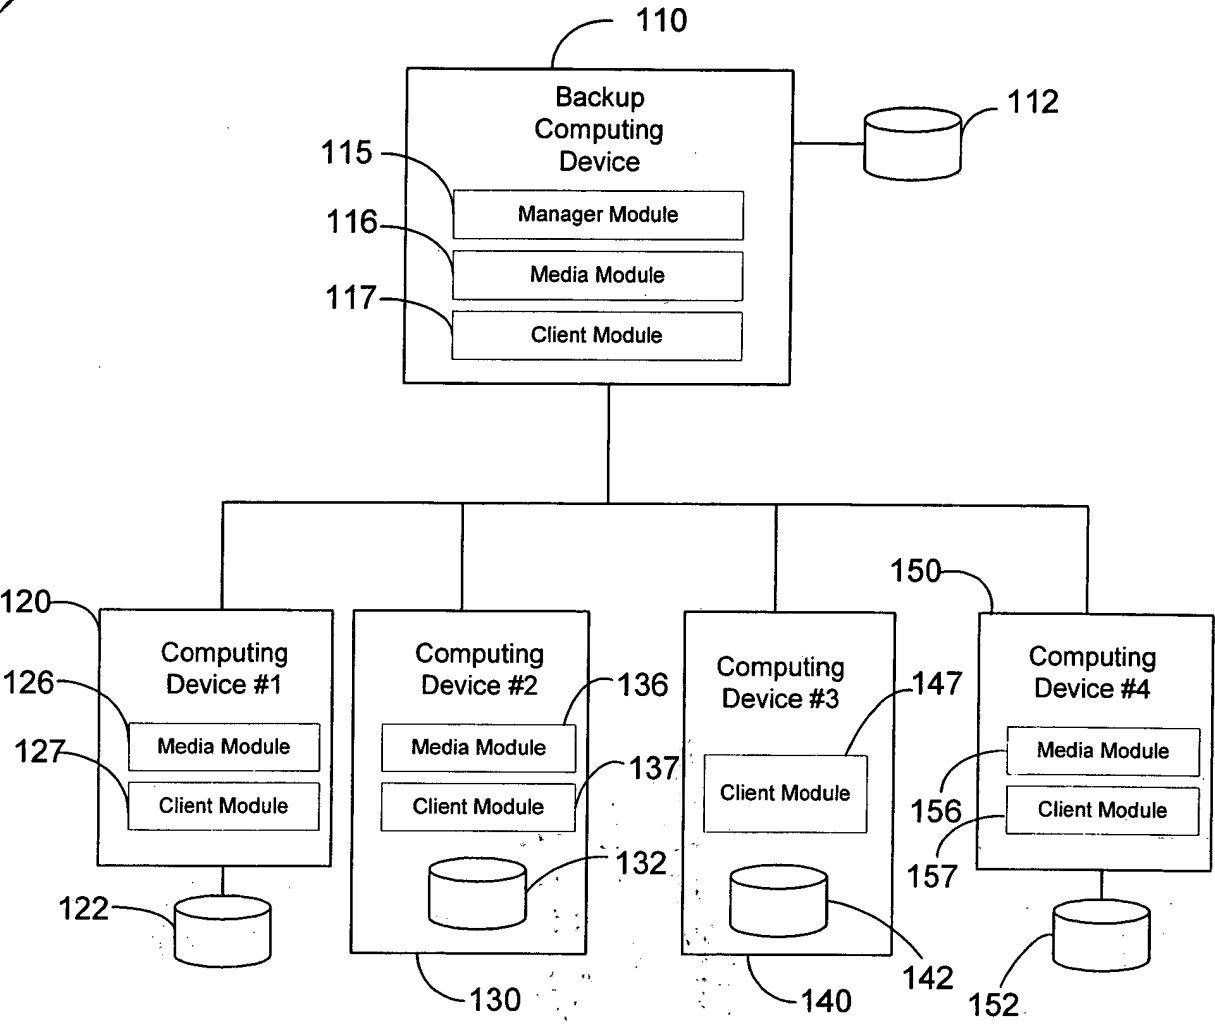 110
Backup
Computing
Device
112
115
Manager Module
116
Media Module
117
Client Module
120
Computing
Device #1
126
Media Module
127
Client Module
122
Computing
Device #2
136
Media Module
137
Client Module
132
130
Computing
Device #3
147
Client Module
142
140
150
Computing
Device #4
Media Module
156
Client Module
157
152